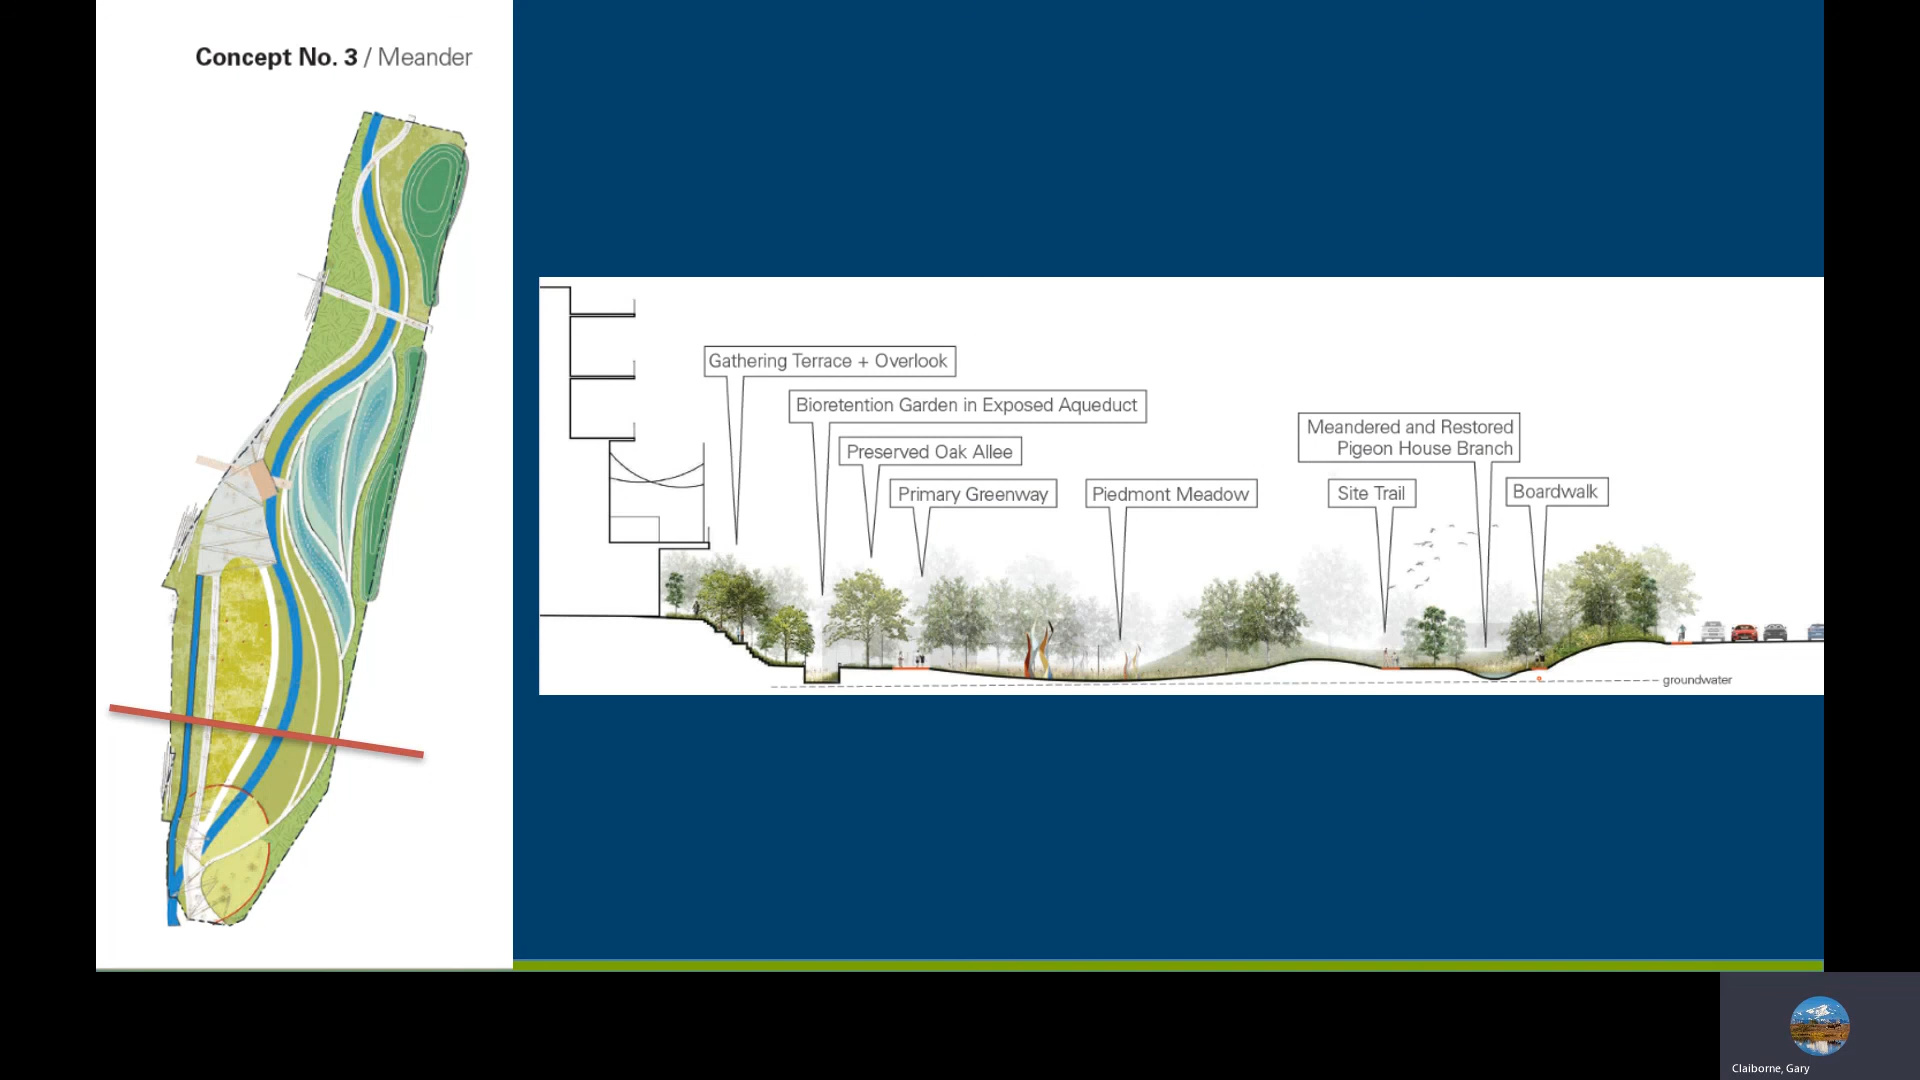 Concept No. 3 / Meander
Gathering Terrace + Overlook
Bioretention Garden in Exposed Aqueduct
Preserved Oak Allee
Primary Greenway
Piedmont Meadow
Meandered and Restored
Pigeon House Branch
Site Trail
Boardwalk
groundwater
Claiborne, Gary